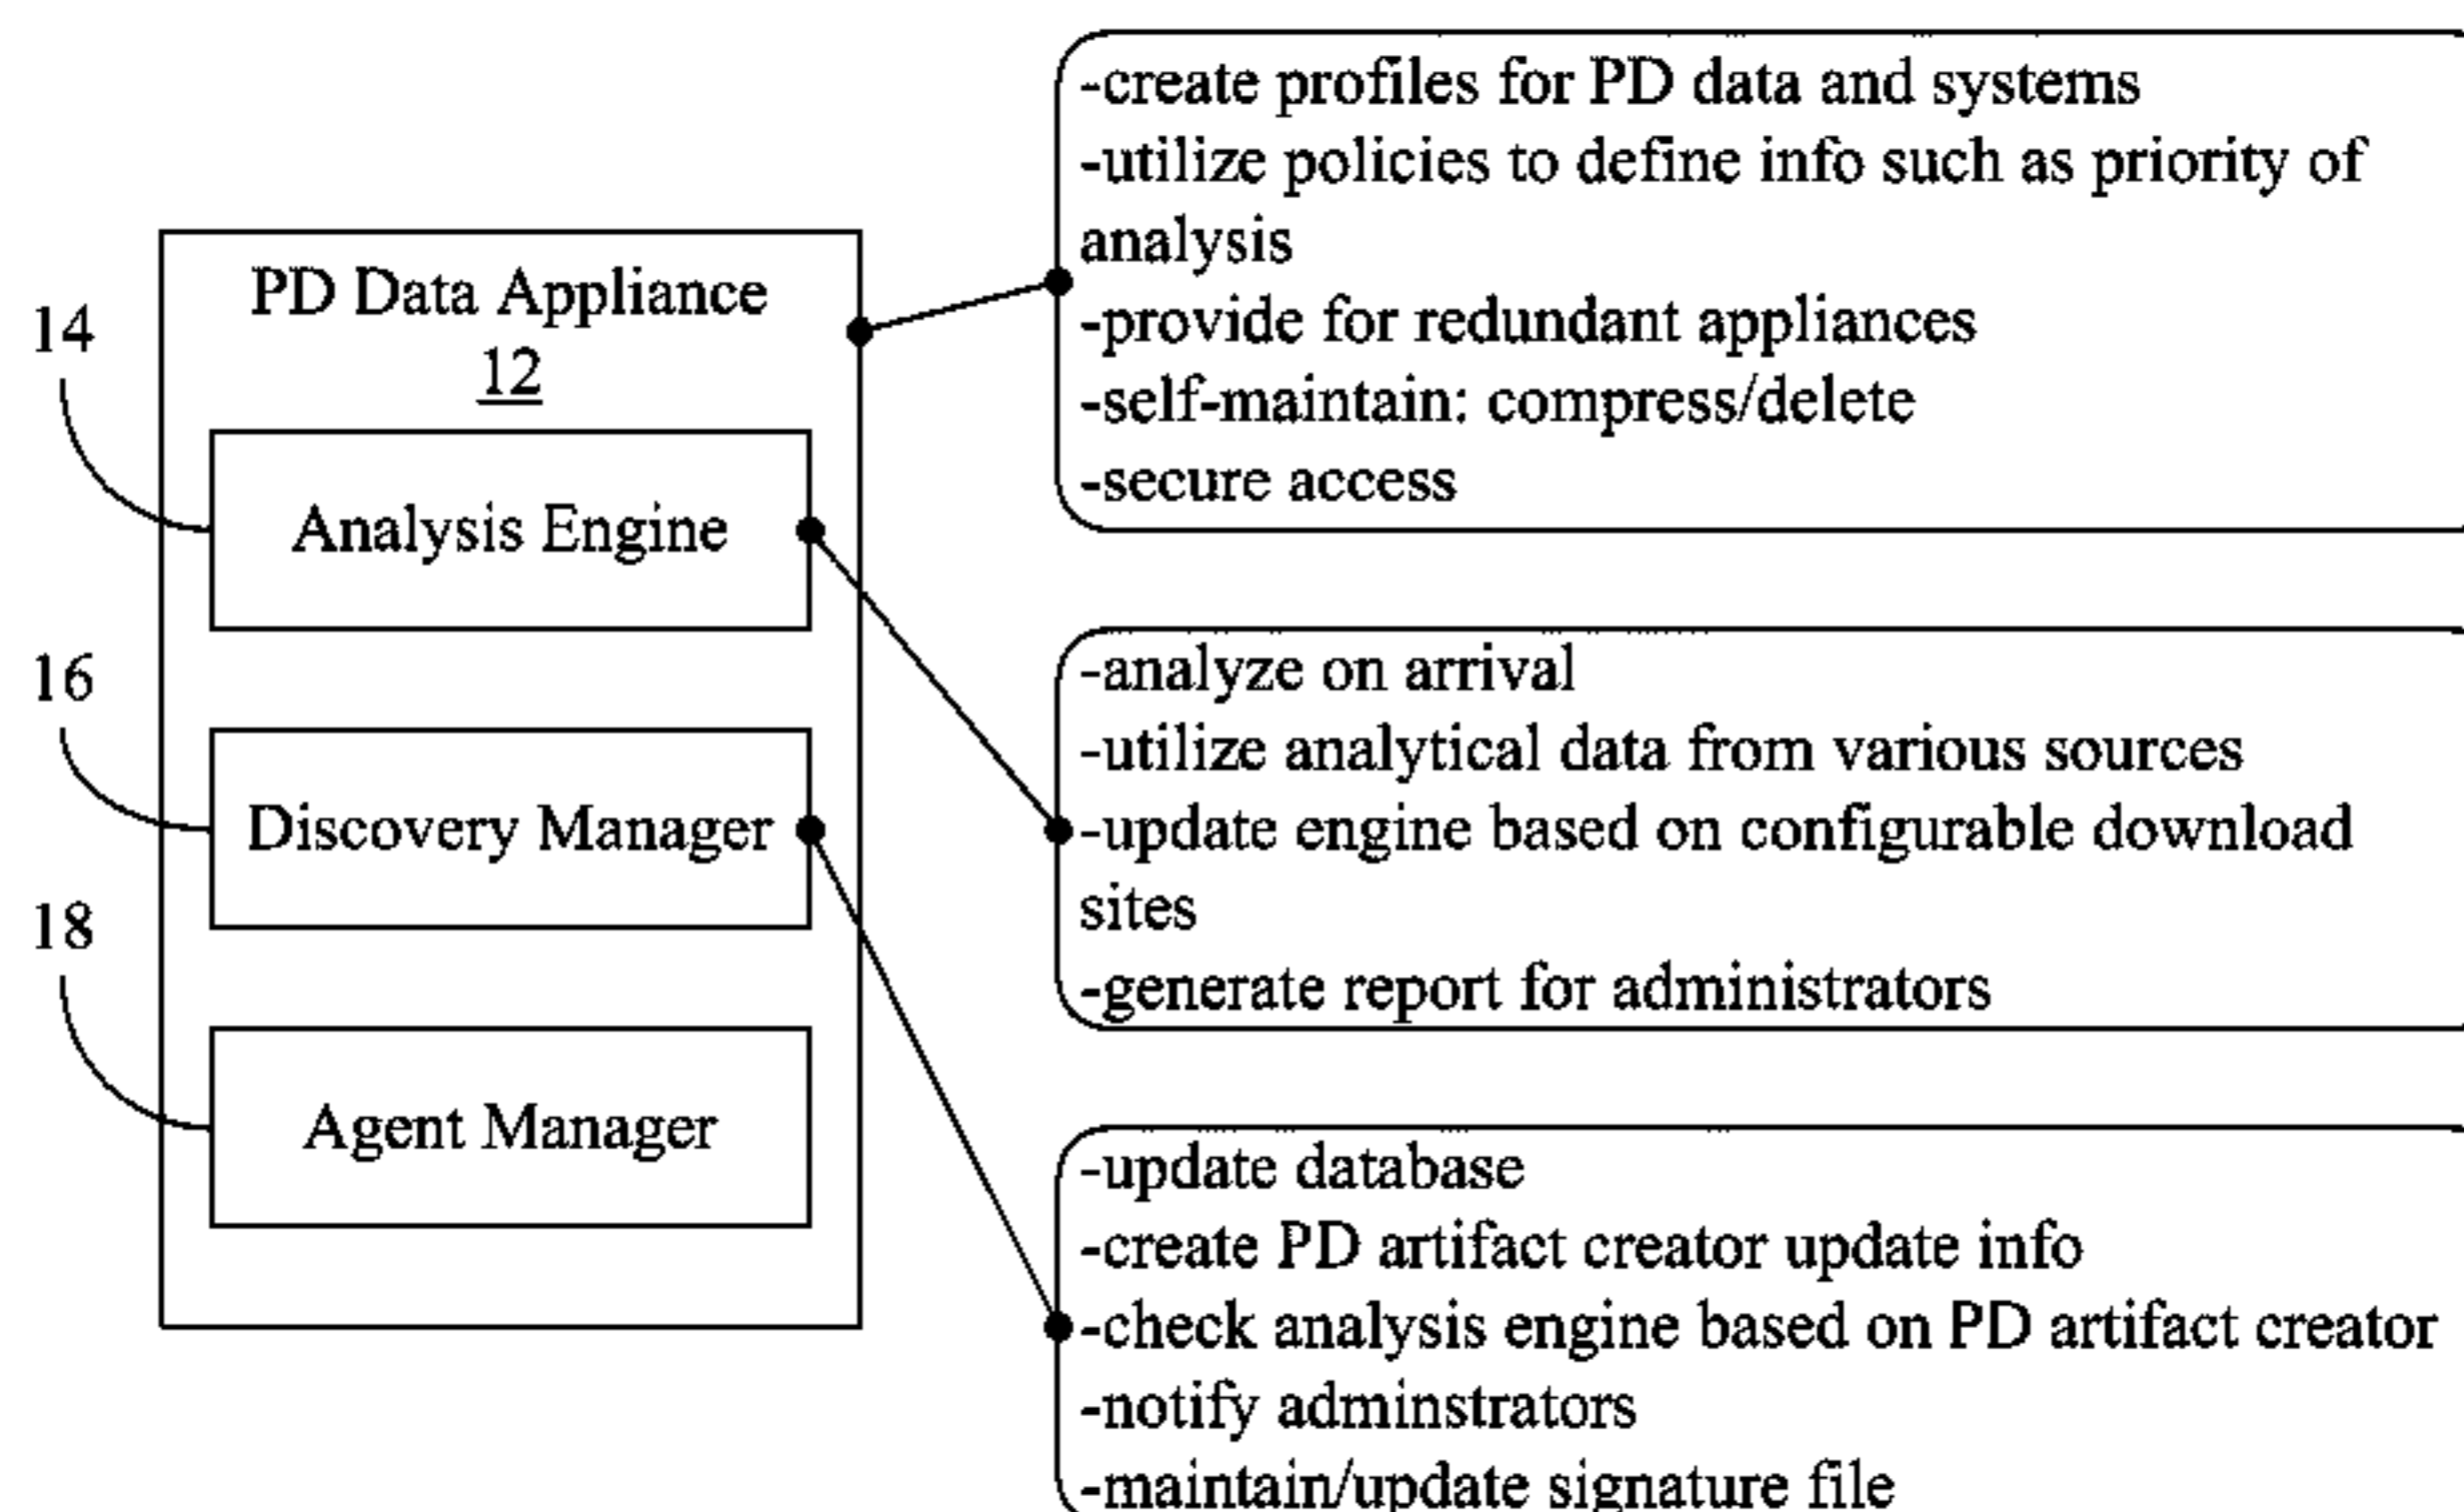 PD Data Appliance
12
14
Analysis Engine
16
Discovery Manager
18
Agent Manager
-create profiles for PD data and systems
-utilize policies to define info such as priority of
analysis
-provide for redundant appliances
-self-maintain: compress/delete
-secure access
-analyze on arrival
-utilize analytical data from various sources
-update engine based on configurable download
sites
-generate report for administrators
-update database
-create PD artifact creator update info
-check analysis engine based on PD artifact creator
-notify adminstrators
-maintain/update signature file